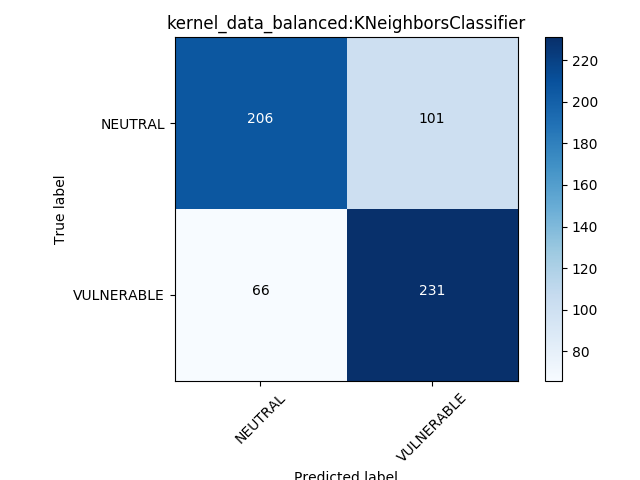 kernel_data_balanced:KNeighborsClassifier
NEUTRAL
206
101
VULNERABLE
66
231
True label
NEUTRAL
VULNERABLE
Predicted label
220
200
180
160
140
120
100
80